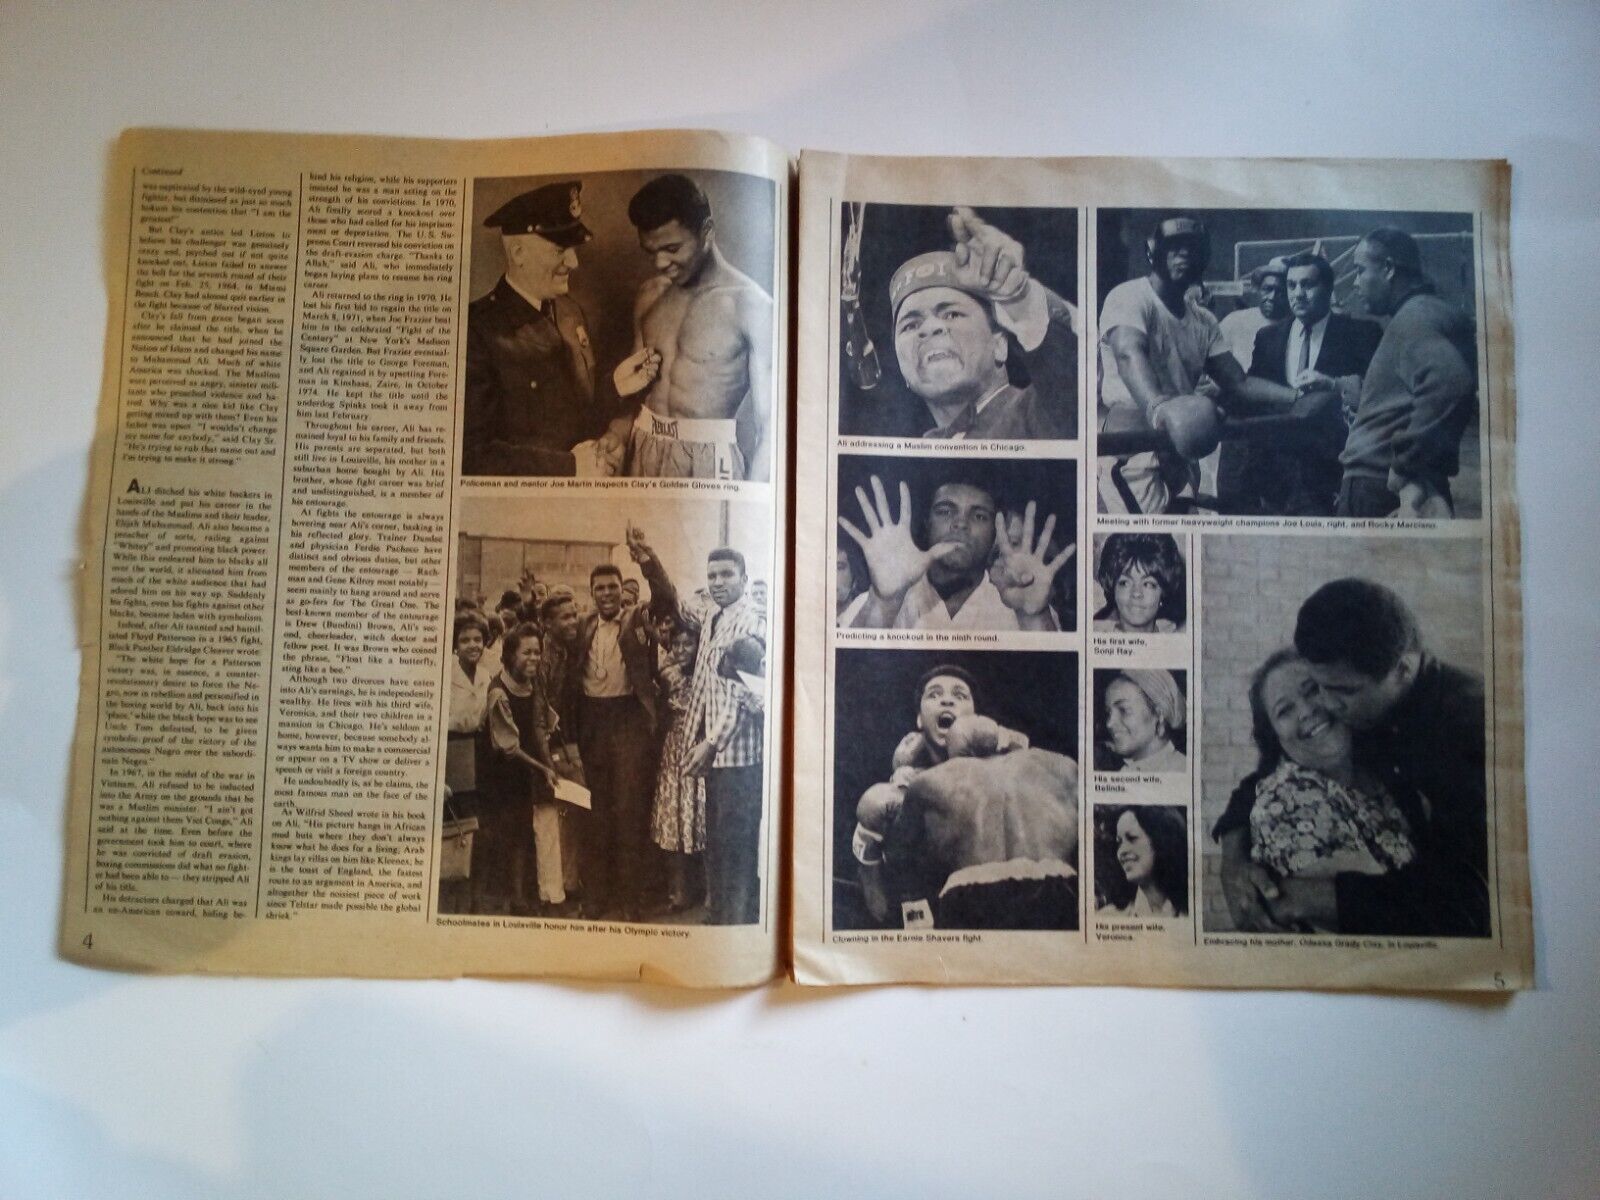 Continued
was captivated by the wild-eyed young
fighter, but dismissed as just so much
hokum his contention that "I am the
greatest!"
But Clay's antics led Liston to
believe his challenger was genuinely
crazy and, psyched out if not quite
knocked out, Liston failed to answer
the bell for the seventh round of their
fight on Feb. 25, 1964, in Miami
Beach. Clay had almost quit earlier in
the fight because of blurred vision.
Clay's fall from grace began soon
after he claimed the title, when he
announced that he had joined the
Nation of Islam and changed his name
to Muhammad Ali. Much of white
America was shocked. The Muslims
were perceived as angry, sinister mili-
tants who preached violence and ha-
tred. Why was a nice kid like Clay
getting mixed up with them? Even his
father was upset. "I wouldn't change
my name for anybody," said Clay Sr.
"He's trying to rub that name out and
I'm trying to make it strong."
ALI ditched his white backers in
Louisville and put his career in the
hands of the Muslims and their leader,
Elijah Muhammad. Ali also became a
preacher of sorts, railing against
"Whitey" and promoting black power.
While this endeared him to blacks all
over the world, it alienated him from
much of the white audience that had
adored him on his way up. Suddenly
his fights, even his fights against other
blacks, became laden with symbolism.
Indeed, after Ali taunted and humil-
iated Floyd Patterson in a 1965 fight,
Black Panther Eldridge Cleaver wrote:
"The white hope for a Patterson
victory was, in essence, a counter-
revolutionary desire to force the Ne-
gro, now in rebellion and personified in
the boxing world by Ali, back into his
'place,' while the black hope was to see
Uncle Tom defeated, to be given
symbolic proof of the victory of the
autonomous Negro over the subordi-
nate Negro."
In 1967, in the midst of the war in
Vietnam, Ali refused to be inducted
into the Army on the grounds that he
was a Muslim minister. "I ain't got
nothing against them Viet Congs," Ali
said at the time. Even before the
government took him to court, where
he was convicted of draft evasion,
boxing commissions did what no fight-
er had been able to — they stripped Ali
of his title.
His detractors charged that Ali was
an un-American coward, hiding be-
4
hind his religion, while his supporters
insisted he was a man acting on the
strength of his convictions. In 1970,
Ali finally scored a knockout over
those who had called for his imprison-
ment or deportation. The U.S. Su-
preme Court reversed his conviction on
the draft-evasion charge. "Thanks to
Allah," said Ali, who immediately
began laying plans to resume his ring
career.
Ali returned to the ring in 1970. He
lost his first bid to regain the title on
March 8, 1971, when Joe Frazier beat
him in the celebrated "Fight of the
Century" at New York's Madison
Square Garden. But Frazier eventual-
ly lost the title to George Foreman,
and Ali regained it by upsetting Fore-
man in Kinshasa, Zaire, in October
1974. He kept the title until the
underdog Spinks took it away from
him last February.
Throughout his career, Ali has re-
mained loyal to his family and friends.
His parents are separated, but both
still live in Louisville, his mother in a
suburban home bought by Ali. His
brother, whose fight career was brief
and undistinguished, is a member of
his entourage.
At fights the entourage is always
hovering near Ali's corner, basking in
his reflected glory. Trainer Dundee
and physician Ferdie Pacheco have
distinct and obvious duties, but other
members of the entourage — Rach-
man and Gene Kilroy most notably —
seem mainly to hang around and serve
as go-fers for The Great One. The
best-known member of the entourage
is Drew (Bundini) Brown, Ali's sec-
ond, cheerleader, witch doctor and
fellow poet. It was Brown who coined
the phrase, "Float like a butterfly,
sting like a bee."
Although two divorces have eaten
into Ali's earnings, he is independently
wealthy. He lives with his third wife,
Veronica, and their two children in a
mansion in Chicago. He's seldom at
home, however, because somebody al-
ways wants him to make a commercial
or appear on a TV show or deliver a
speech or visit a foreign country.
He undoubtedly is, as he claims, the
most famous man on the face of the
earth.
As Wilfrid Sheed wrote in his book
on Ali, "His picture hangs in African
mud huts where they don't always
know what he does for a living; Arab
kings lay villas on him like Kleenex; he
is the toast of England, the fastest
route to an argument in America, and
altogether the noisiest piece of work
since Telstar made possible the global
shriek."
EVERLAST
Policeman and mentor Joe Martin inspects Clay's Golden Gloves ring.
Schoolmates in Louisville honor him after his Olympic victory.
Ali addressing a Muslim convention in Chicago.
Predicting a knockout in the ninth round.
Clowning in the Earnie Shavers fight.
Meeting with former heavyweight champions Joe Louis, right, and Rocky Marciano.
His first wife,
Sonji Ray.
His second wife,
Belinda.
His present wife,
Veronica.
Embracing his mother, Odessa Grady Clay, in Louisville.
5